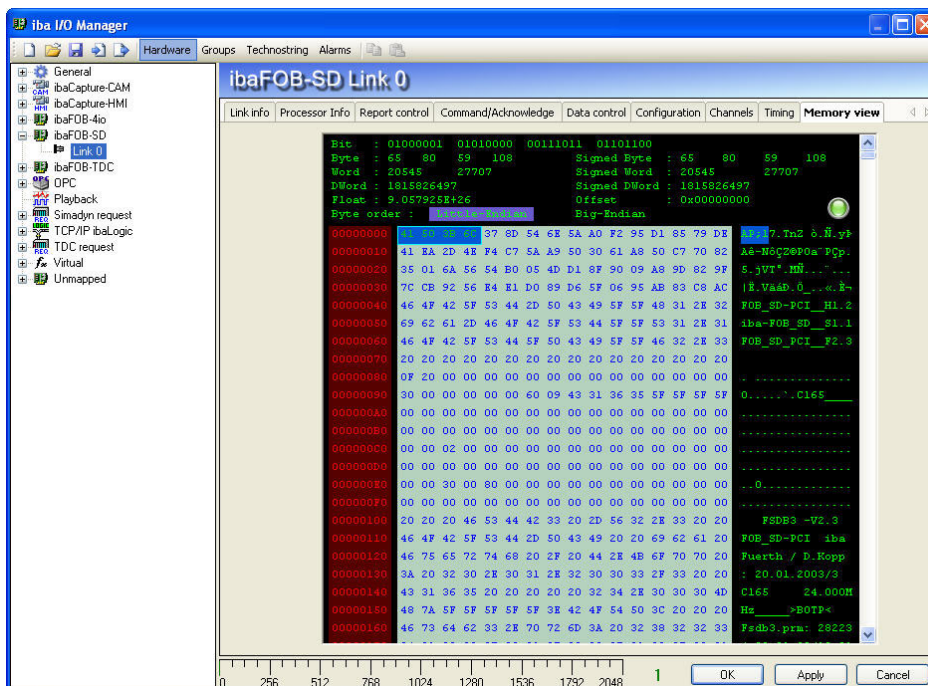 iba I/O Manager
Hardware Groups Technostring Alarms
General
ibaCapture-CAM
ibaCapture-HMI
ibaFOB-4io
ibaFOB-SD
Link 0
ibaFOB-TDC
OPC
Playback
Simadyn request
TCP/IP ibaLogic
TDC request
Virtual
Unmapped
ibaFOB-SD Link 0
Link info Processor Info Report control Command/Acknowledge Data control Configuration Channels Timing Memory view
Bit : 01000001 01010000 00111011 01101100
Byte : 65 80 59 108 Signed Byte : 65 80 59 108
Word : 20545 27707 Signed Word : 20545 27707
DWord : 1815826497 Signed DWord : 1815826497
Float : 9.057925E+26 Offset : 0x00000000
Byte order : Little-Endian Big-Endian
00000000 41 50 3B 6C 37 8D 54 6E 5A A0 F2 95 D1 85 79 DE
00000010 41 EA 2D 4E F4 C7 5A A9 50 30 61 A8 50 C7 70 82
00000020 35 01 6A 56 54 B0 05 4D D1 8F 90 09 A8 9D 82 9F
00000030 7C CB 92 56 E4 E1 D0 89 D6 5F 06 95 AB 83 C8 AC
00000040 46 4F 42 5F 53 44 2D 50 43 49 5F 5F 48 31 2E 32 FOB_SD-PCI__H1.2
00000050 69 62 61 2D 46 4F 42 5F 53 44 5F 5F 53 31 2E 31 iba-FOB_SD__S1.1
00000060 46 4F 42 5F 53 44 5F 50 43 49 5F 5F 46 32 2E 33 FOB_SD_PCI__F2.3
00000070 20 20 20 20 20 20 20 20 20 20 20 20 20 20 20 20
00000080 0F 20 00 00 00 00 00 00 00 00 00 00 00 00 00 00 . ..............
00000090 30 00 00 00 00 00 60 09 43 31 36 35 5F 5F 5F 5F 0.....`.C165____
000000A0 00 00 00 00 00 00 00 00 00 00 00 00 00 00 00 00 ................
000000B0 00 00 00 00 00 00 00 00 00 00 00 00 00 00 00 00 ................
000000C0 00 00 02 00 00 00 00 00 00 00 00 00 00 00 00 00 ................
000000D0 00 00 00 00 00 00 00 00 00 00 00 00 00 00 00 00 ................
000000E0 00 00 30 00 80 00 00 00 00 00 00 00 00 00 00 00 ..0.............
000000F0 00 00 00 00 00 00 00 00 00 00 00 00 00 00 00 00 ................
00000100 20 20 20 46 53 44 42 33 20 2D 56 32 2E 33 20 20 FSDB3 -V2.3
00000110 46 4F 42 5F 53 44 2D 50 43 49 20 20 69 62 61 20 FOB_SD-PCI iba
00000120 46 75 65 72 74 68 20 2F 20 44 2E 4B 6F 70 70 20 Fuerth / D.Kopp
00000130 3A 20 32 30 2E 30 31 2E 32 30 30 33 2F 33 20 20 : 20.01.2003/3
00000140 43 31 36 35 20 20 20 20 20 32 34 2E 30 30 30 4D C165 24.000M
00000150 48 7A 5F 5F 5F 5F 5F 3E 42 4F 54 50 3C 20 20 20 Hz_____>BOTP<
00000160 46 73 64 62 33 2E 70 72 6D 3A 20 32 38 32 32 33 Fsdb3.prm: 28223
0 256 512 768 1024 1280 1536 1792 2048
1 OK Apply Cancel